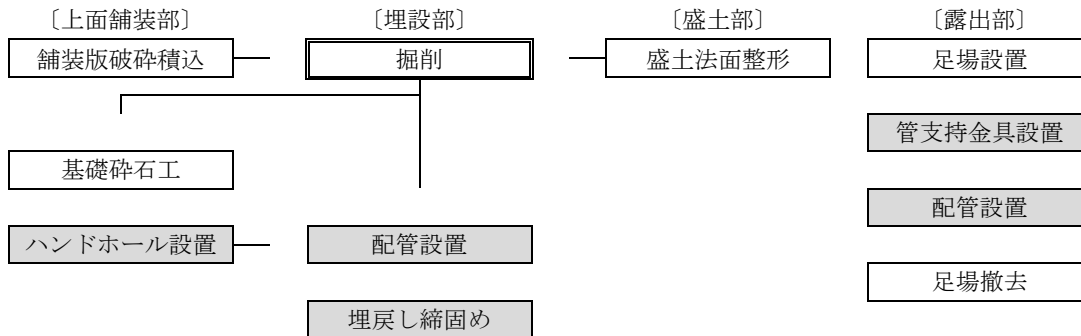 〔上面舗装部〕 〔埋設部〕 〔盛土部〕 〔露出部〕
舗装版破砕積込 掘削 盛土法面整形 足場設置
管支持金具設置
基礎砕石工
配管設置
ハンドホール設置 配管設置
足場撤去
埋戻し締固め